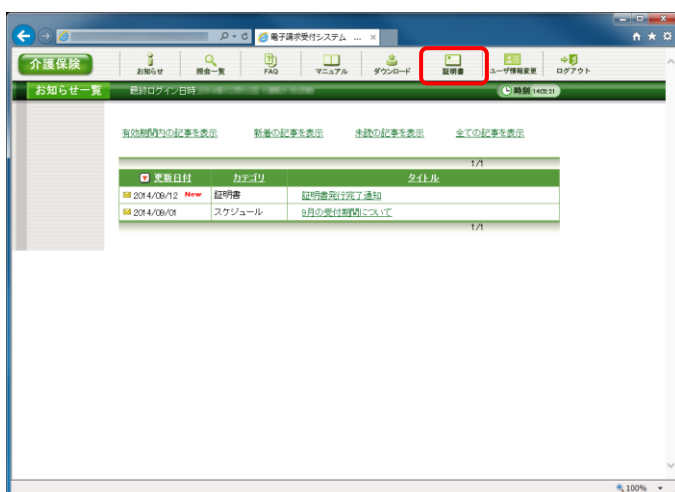 電子請求受付システム ...
介護保険
お知らせ 照会一覧 FAQ マニュアル ダウンロード 証明書 ユーザ情報変更 ログアウト
お知らせ一覧 最終ログイン日時 時刻 14:02:21
有効期間内の記事を表示 新着の記事を表示 未読の記事を表示 全ての記事を表示
1/1
更新日付 カテゴリ タイトル
2014/09/12 New 証明書 証明書発行完了通知
2014/09/01 スケジュール 9月の受付期間について
1/1
100%